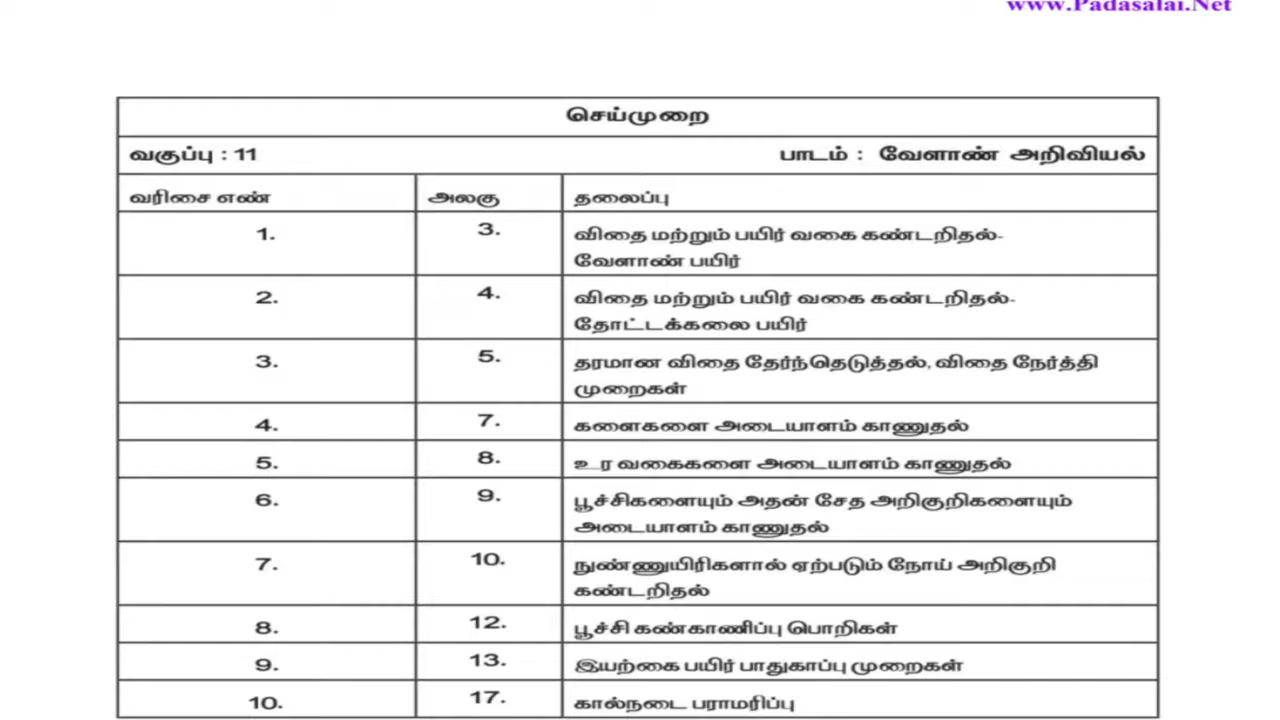 www.Padasalai.Net
செய்முறை
வகுப்பு : 11 பாடம் : வேளாண் அறிவியல்
வரிசை எண் அலகு தலைப்பு
1. 3. விதை மற்றும் பயிர் வகை கண்டறிதல்-
வேளாண் பயிர்
2. 4. விதை மற்றும் பயிர் வகை கண்டறிதல்-
தோட்டக்கலை பயிர்
3. 5. தரமான விதை தேர்ந்தெடுத்தல், விதை நேர்த்தி
முறைகள்
4. 7. களைகளை அடையாளம் காணுதல்
5. 8. உர வகைகளை அடையாளம் காணுதல்
6. 9. பூச்சிகளையும் அதன் சேத அறிகுறிகளையும்
அடையாளம் காணுதல்
7. 10. நுண்ணுயிரிகளால் ஏற்படும் நோய் அறிகுறி
கண்டறிதல்
8. 12. பூச்சி கண்காணிப்பு பொறிகள்
9. 13. இயற்கை பயிர் பாதுகாப்பு முறைகள்
10. 17. கால்நடை பராமரிப்பு